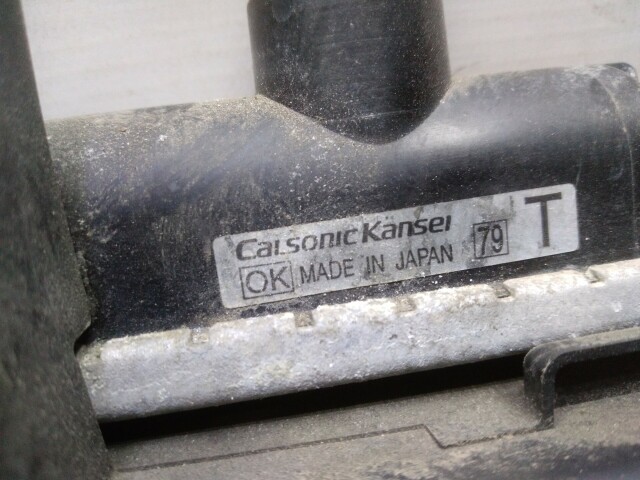 CalsonicKansei
OK MADE IN JAPAN 79 T